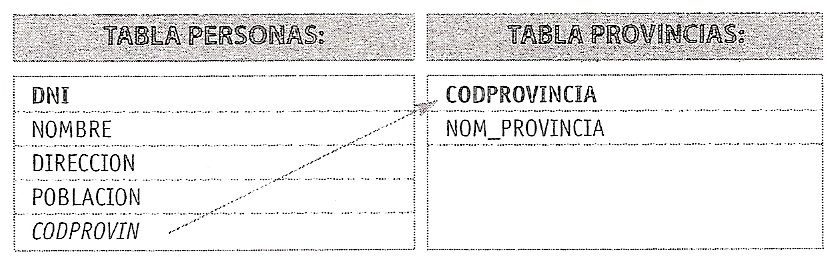 TABLA PERSONAS:
DNI
NOMBRE
DIRECCION
POBLACION
CODPROVIN
TABLA PROVINCIAS:
CODPROVINCIA
NOM_PROVINCIA